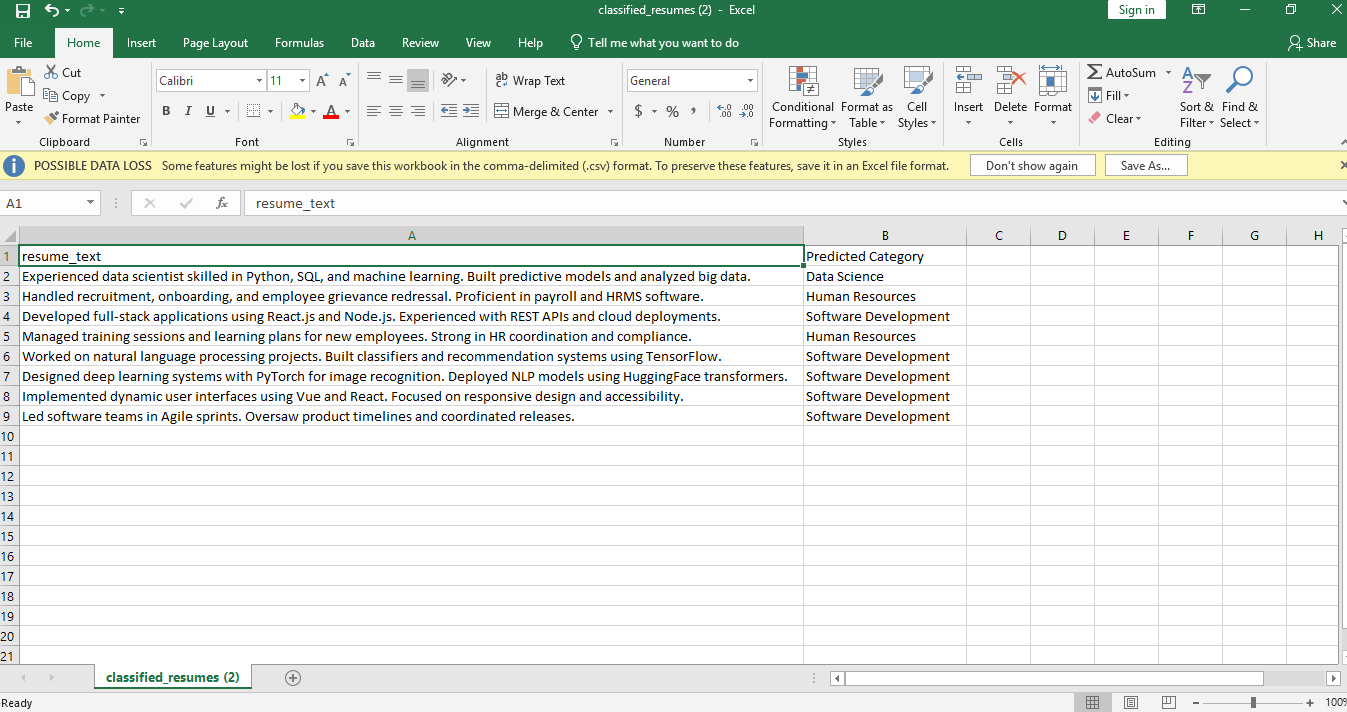 classified_resumes (2) - Excel
Sign in
File Home Insert Page Layout Formulas Data Review View Help Tell me what you want to do
Share
Paste
Cut
Copy
Format Painter
Clipboard
Calibri 11
B I U
Font
Wrap Text
Merge & Center
Alignment
General
$ % ,
Number
Conditional Formatting
Format as Table
Cell Styles
Styles
Insert Delete Format
Cells
AutoSum
Fill
Clear
Sort & Filter
Find & Select
Editing
POSSIBLE DATA LOSS Some features might be lost if you save this workbook in the comma-delimited (.csv) format. To preserve these features, save it in an Excel file format. Don't show again Save As...
A1 fx resume_text
A B C D E F G H
1 resume_text Predicted Category
2 Experienced data scientist skilled in Python, SQL, and machine learning. Built predictive models and analyzed big data. Data Science
3 Handled recruitment, onboarding, and employee grievance redressal. Proficient in payroll and HRMS software. Human Resources
4 Developed full-stack applications using React.js and Node.js. Experienced with REST APIs and cloud deployments. Software Development
5 Managed training sessions and learning plans for new employees. Strong in HR coordination and compliance. Human Resources
6 Worked on natural language processing projects. Built classifiers and recommendation systems using TensorFlow. Software Development
7 Designed deep learning systems with PyTorch for image recognition. Deployed NLP models using HuggingFace transformers. Software Development
8 Implemented dynamic user interfaces using Vue and React. Focused on responsive design and accessibility. Software Development
9 Led software teams in Agile sprints. Oversaw product timelines and coordinated releases. Software Development
10
11
12
13
14
15
16
17
18
19
20
21
classified_resumes (2)
Ready
100%